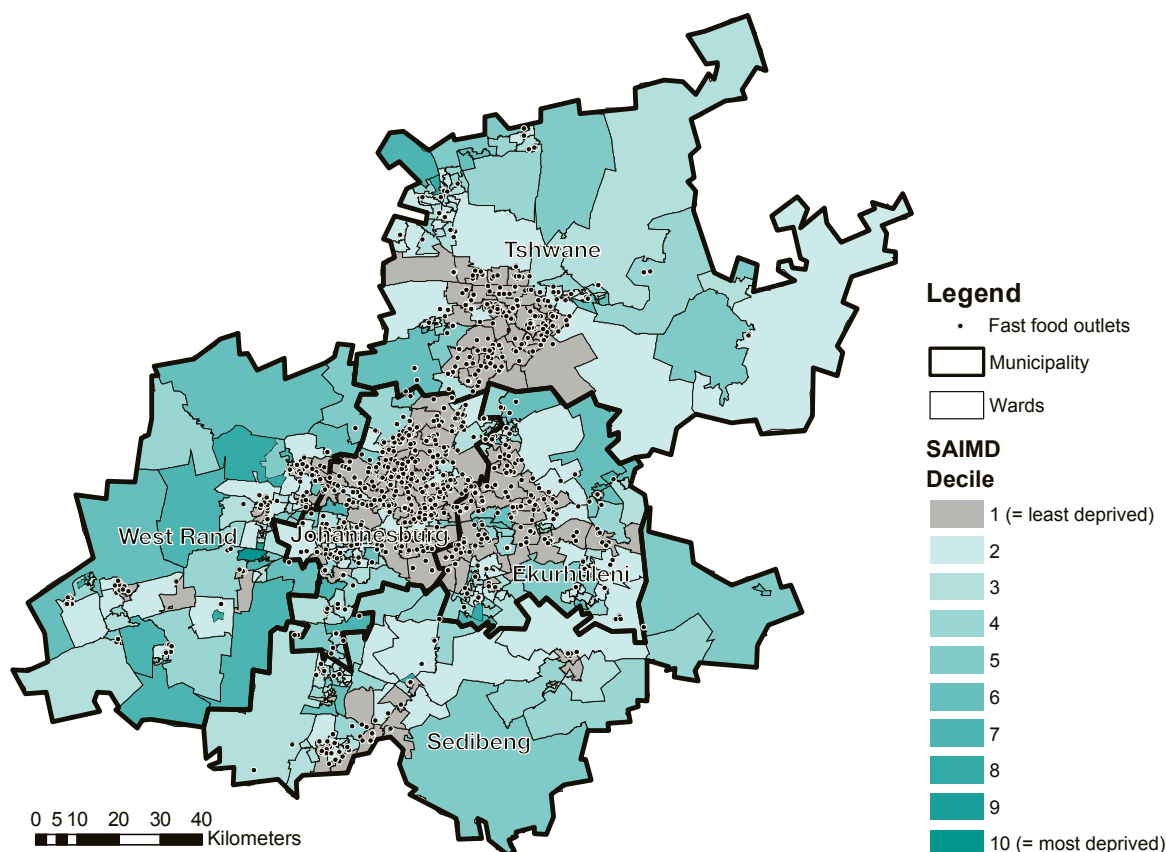 Tshwane
West Rand
Johannesburg
Ekurhuleni
Sedibeng
Legend
Fast food outlets
Municipality
Wards
SAIMD
Decile
1 (= least deprived)
2
3
4
5
6
7
8
9
10 (= most deprived)
0 5 10 20 30 40
Kilometers